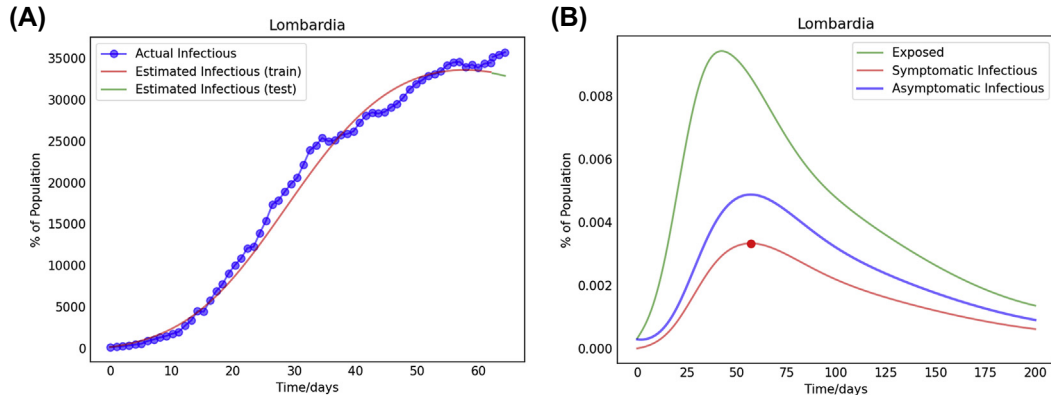 (A)
Lombardia
Actual Infectious
Estimated Infectious (train)
Estimated Infectious (test)
% of Population
35000
30000
25000
20000
15000
10000
5000
0
0 10 20 30 40 50 60
Time/days
(B)
Lombardia
Exposed
Symptomatic Infectious
Asymptomatic Infectious
% of Population
0.008
0.006
0.004
0.002
0.000
0 25 50 75 100 125 150 175 200
Time/days